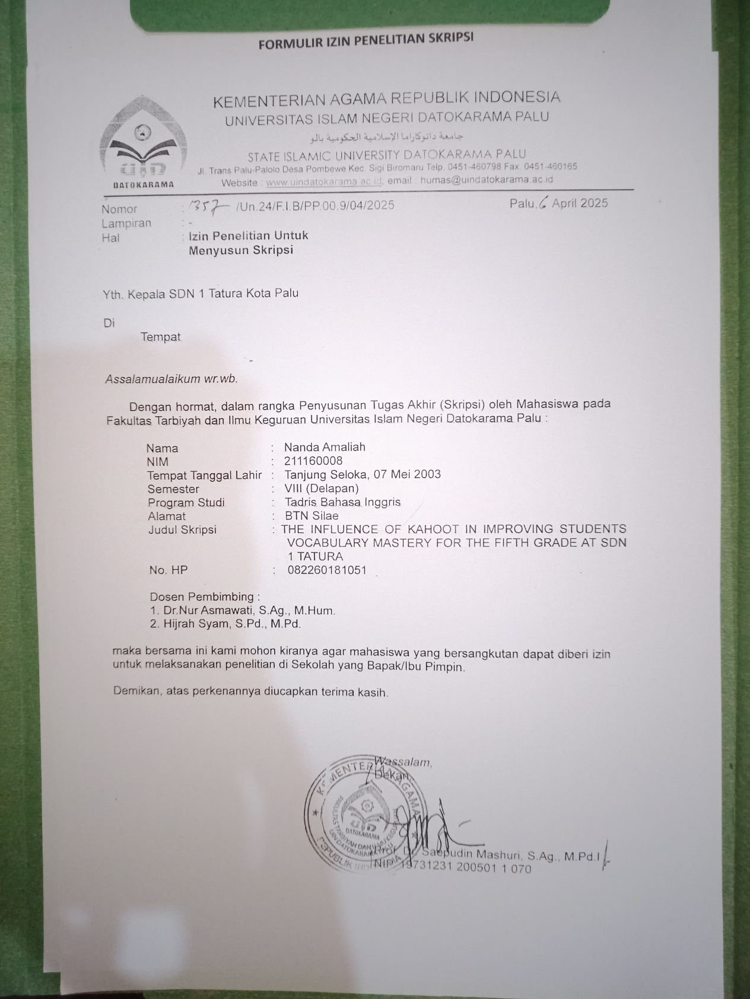 FORMULIR IZIN PENELITIAN SKRIPSI
KEMENTERIAN AGAMA REPUBLIK INDONESIA
UNIVERSITAS ISLAM NEGERI DATOKARAMA PALU
جامعة داتوكاراما الإسلامية الحكومية بالو
STATE ISLAMIC UNIVERSITY DATOKARAMA PALU
Jl. Trans Palu-Palolo Desa Pombewe Kec. Sigi Biromaru Telp. 0451-460798 Fax. 0451-460165
Website : www.uindatokarama.ac.id, email : humas@uindatokarama.ac.id
uin
DATOKARAMA
Nomor : 1357 /Un.24/F.I.B/PP.00.9/04/2025 Palu, 6 April 2025
Lampiran : -
Hal : Izin Penelitian Untuk
Menyusun Skripsi
Yth. Kepala SDN 1 Tatura Kota Palu
Di
Tempat
Assalamualaikum wr.wb.
Dengan hormat, dalam rangka Penyusunan Tugas Akhir (Skripsi) oleh Mahasiswa pada
Fakultas Tarbiyah dan Ilmu Keguruan Universitas Islam Negeri Datokarama Palu :
Nama : Nanda Amaliah
NIM : 211160008
Tempat Tanggal Lahir : Tanjung Seloka, 07 Mei 2003
Semester : VIII (Delapan)
Program Studi : Tadris Bahasa Inggris
Alamat : BTN Silae
Judul Skripsi : THE INFLUENCE OF KAHOOT IN IMPROVING STUDENTS
VOCABULARY MASTERY FOR THE FIFTH GRADE AT SDN
1 TATURA
No. HP : 082260181051
Dosen Pembimbing :
1. Dr.Nur Asmawati, S.Ag., M.Hum.
2. Hijrah Syam, S.Pd., M.Pd.
maka bersama ini kami mohon kiranya agar mahasiswa yang bersangkutan dapat diberi izin
untuk melaksanakan penelitian di Sekolah yang Bapak/Ibu Pimpin.
Demikan, atas perkenannya diucapkan terima kasih.
Wassalam,
Dekan
KEMENTERIAN AGAMA
FAKULTAS TARBIYAH DAN ILMU KEGURUAN
UIN DATOKARAMA
uin
DATOKARAMA
REPUBLIK
Prof. Dr. Saepudin Mashuri, S.Ag., M.Pd.I
NIP. 19731231 200501 1 070